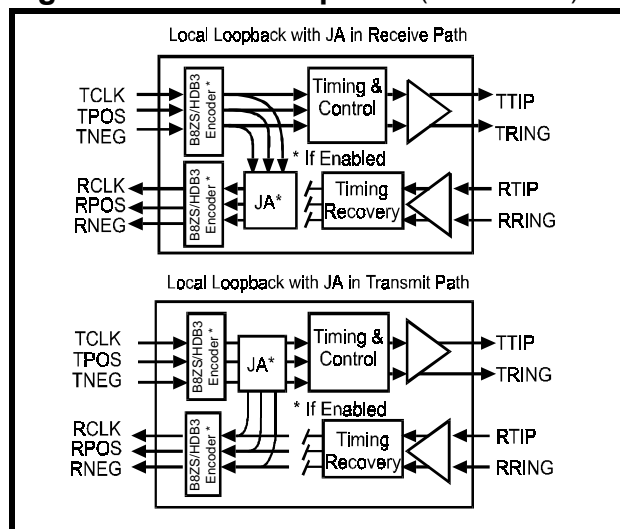 Local Loopback with JA in Receive Path
TCLK
TPOS
TNEG
B8ZS/HDB3
Encoder *
Timing &
Control
TTIP
TRING
* If Enabled
RCLK
RPOS
RNEG
B8ZS/HDB3
Encoder *
JA*
Timing
Recovery
RTIP
RRING
Local Loopback with JA in Transmit Path
TCLK
TPOS
TNEG
B8ZS/HDB3
Encoder *
JA*
Timing &
Control
TTIP
TRING
* If Enabled
RCLK
RPOS
RNEG
B8ZS/HDB3
Encoder *
Timing
Recovery
RTIP
RRING